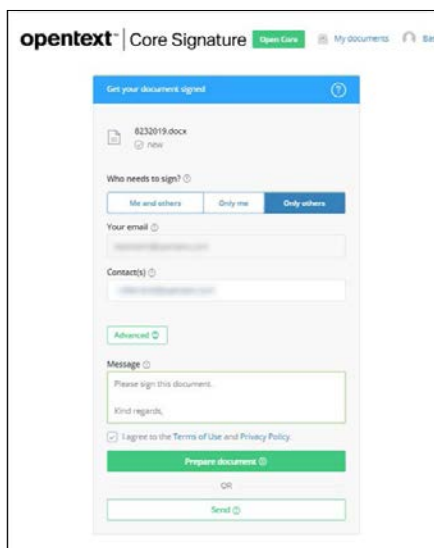 opentext™ | Core Signature Open Core My documents
Get your document signed
8232019.docx
new
Who needs to sign?
Me and others Only me Only others
Your email
Contact(s)
Advanced
Message
Please sign this document.
Kind regards,
I agree to the Terms of Use and Privacy Policy.
Prepare document
OR
Send